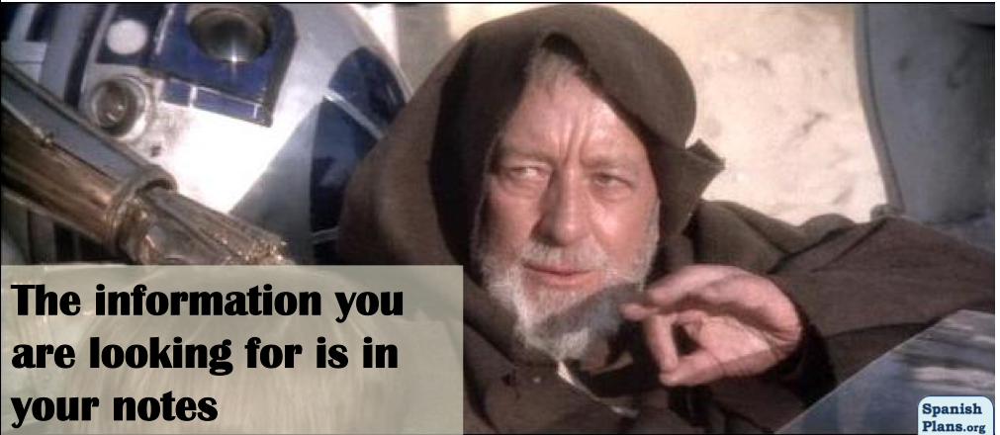 The information you
are looking for is in
your notes
Spanish
Plans.org